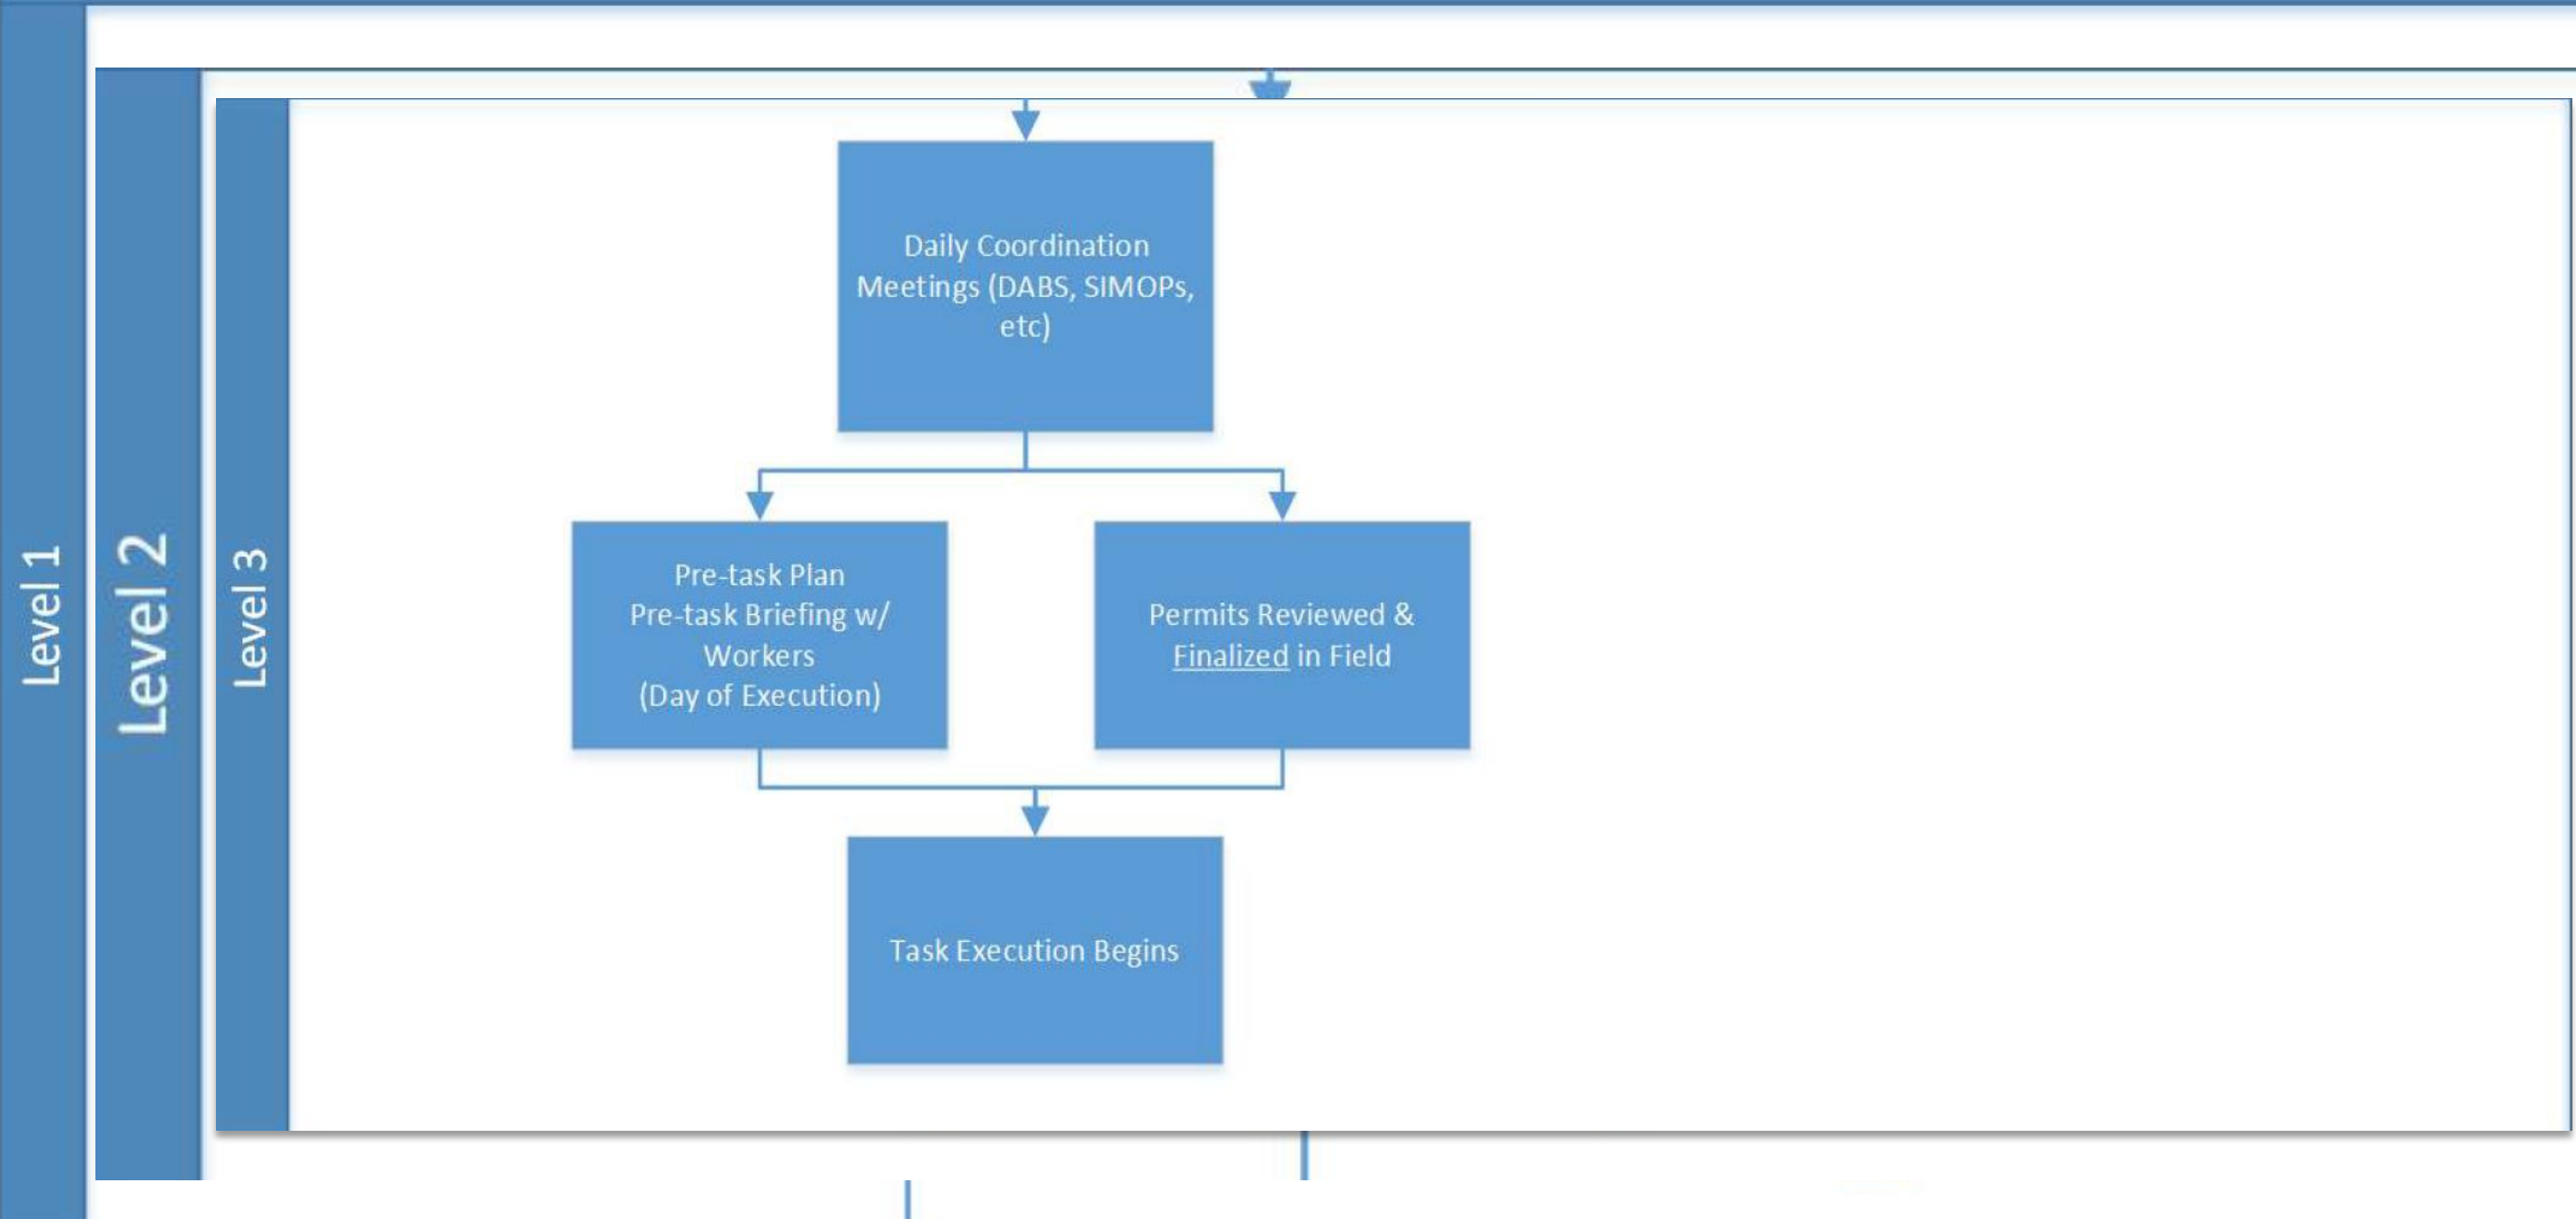 Level 1
Level 2
Level 3
Daily Coordination
Meetings (DABS, SIMOPs,
etc)
Pre-task Plan
Pre-task Briefing w/
Workers
(Day of Execution)
Permits Reviewed &
Finalized in Field
Task Execution Begins